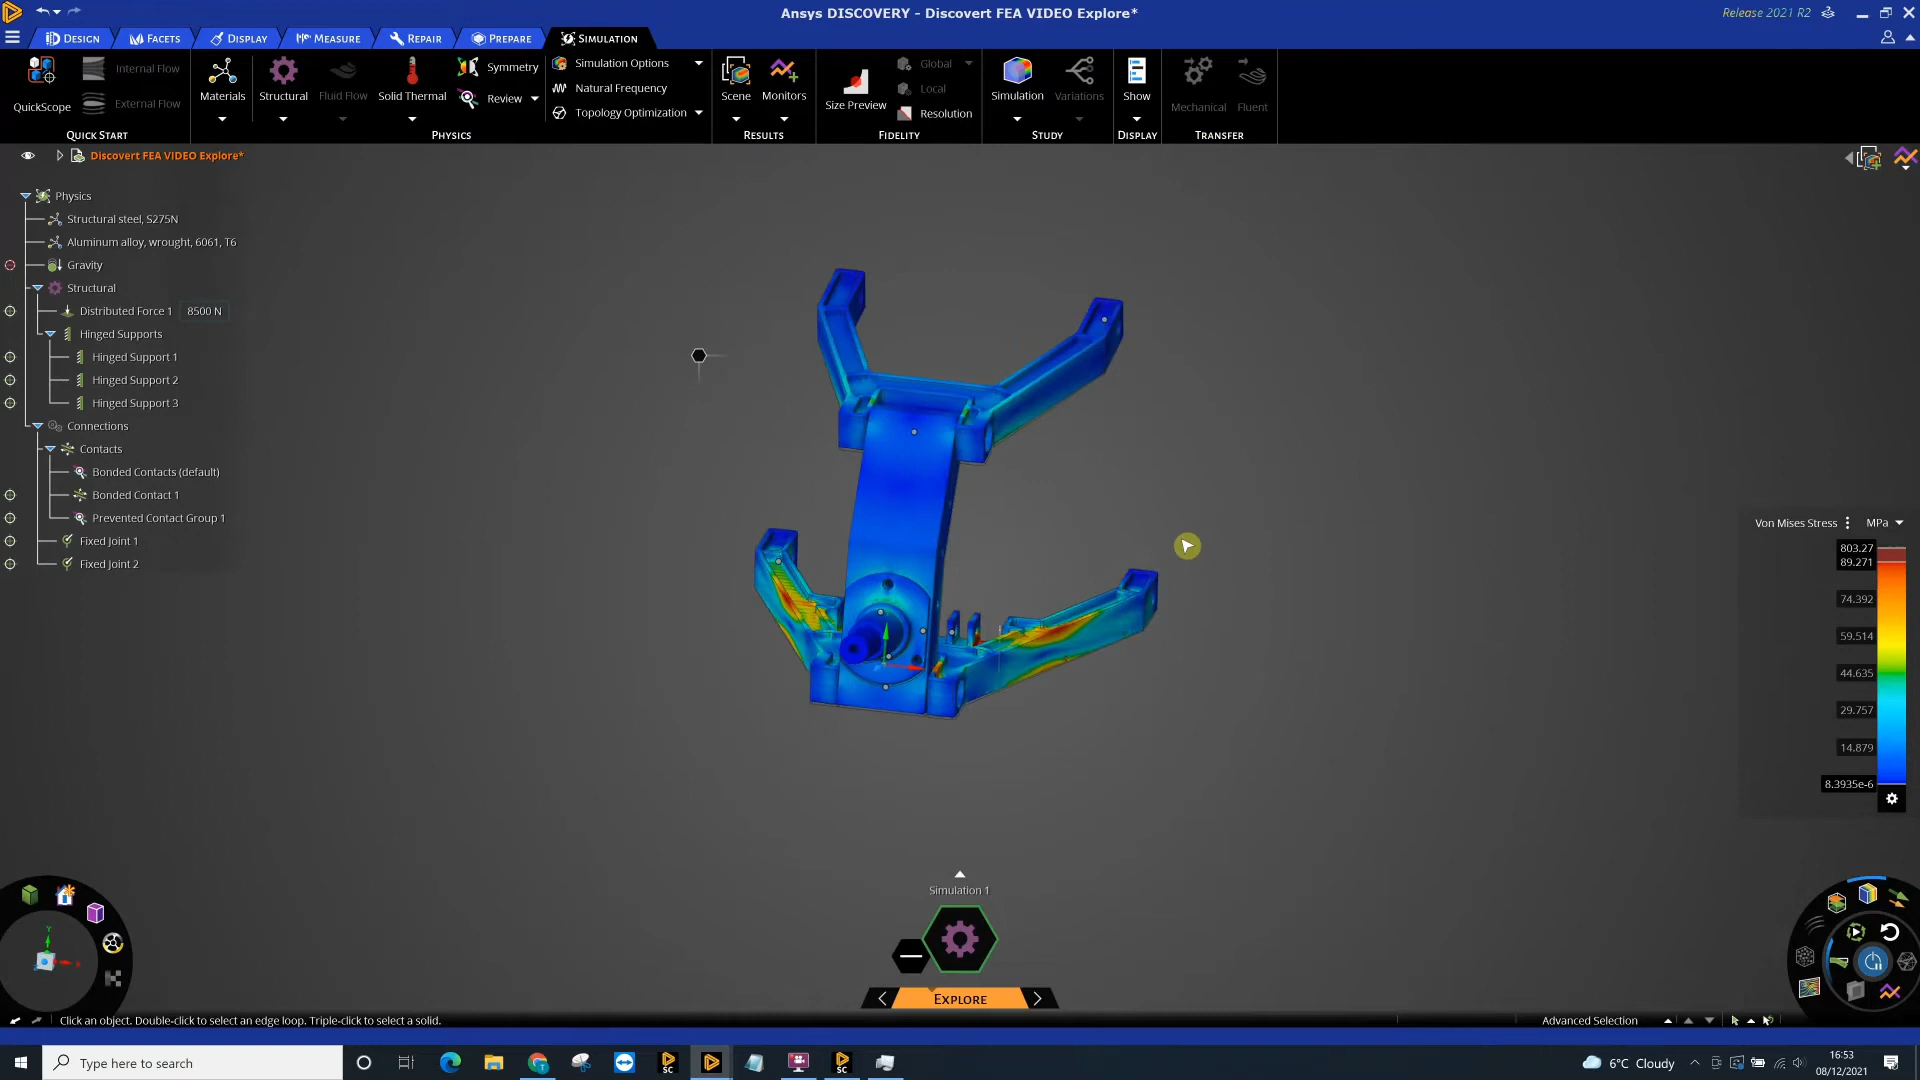 Ansys DISCOVERY - Discovert FEA VIDEO Explore*
Release 2021 R2
DESIGN FACETS DISPLAY MEASURE REPAIR PREPARE SIMULATION
QuickScope
Internal Flow
External Flow
QUICK START
Materials
Structural
Fluid Flow
Solid Thermal
Symmetry
Review
Simulation Options
Natural Frequency
Topology Optimization
PHYSICS
Scene
Monitors
RESULTS
Size Preview
Global
Local
Resolution
FIDELITY
Simulation
Variations
STUDY
Show
DISPLAY
Mechanical
Fluent
TRANSFER
Discovert FEA VIDEO Explore*
Physics
Structural steel, S275N
Aluminum alloy, wrought, 6061, T6
Gravity
Structural
Distributed Force 1 8500 N
Hinged Supports
Hinged Support 1
Hinged Support 2
Hinged Support 3
Connections
Contacts
Bonded Contacts (default)
Bonded Contact 1
Prevented Contact Group 1
Fixed Joint 1
Fixed Joint 2
Von Mises Stress MPa
803.27
89.271
74.392
59.514
44.635
29.757
14.879
8.3935e-6
Y
Simulation 1
EXPLORE
Click an object. Double-click to select an edge loop. Triple-click to select a solid.
Advanced Selection
Type here to search
SC
SC
6°C Cloudy
16:53
08/12/2021